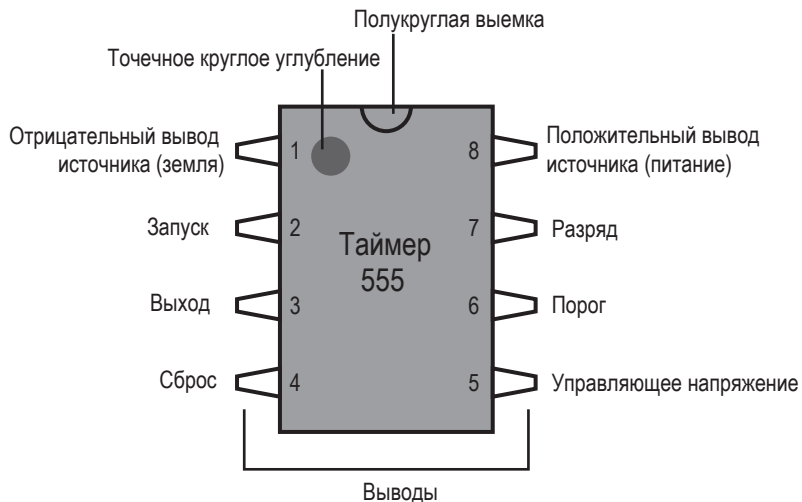 Полукруглая выемка
Точечное круглое углубление
Отрицательный вывод
источника (земля)
1
8
Положительный вывод
источника (питание)
Запуск
2
7
Разряд
Таймер
555
Выход
3
6
Порог
Сброс
4
5
Управляющее напряжение
Выводы